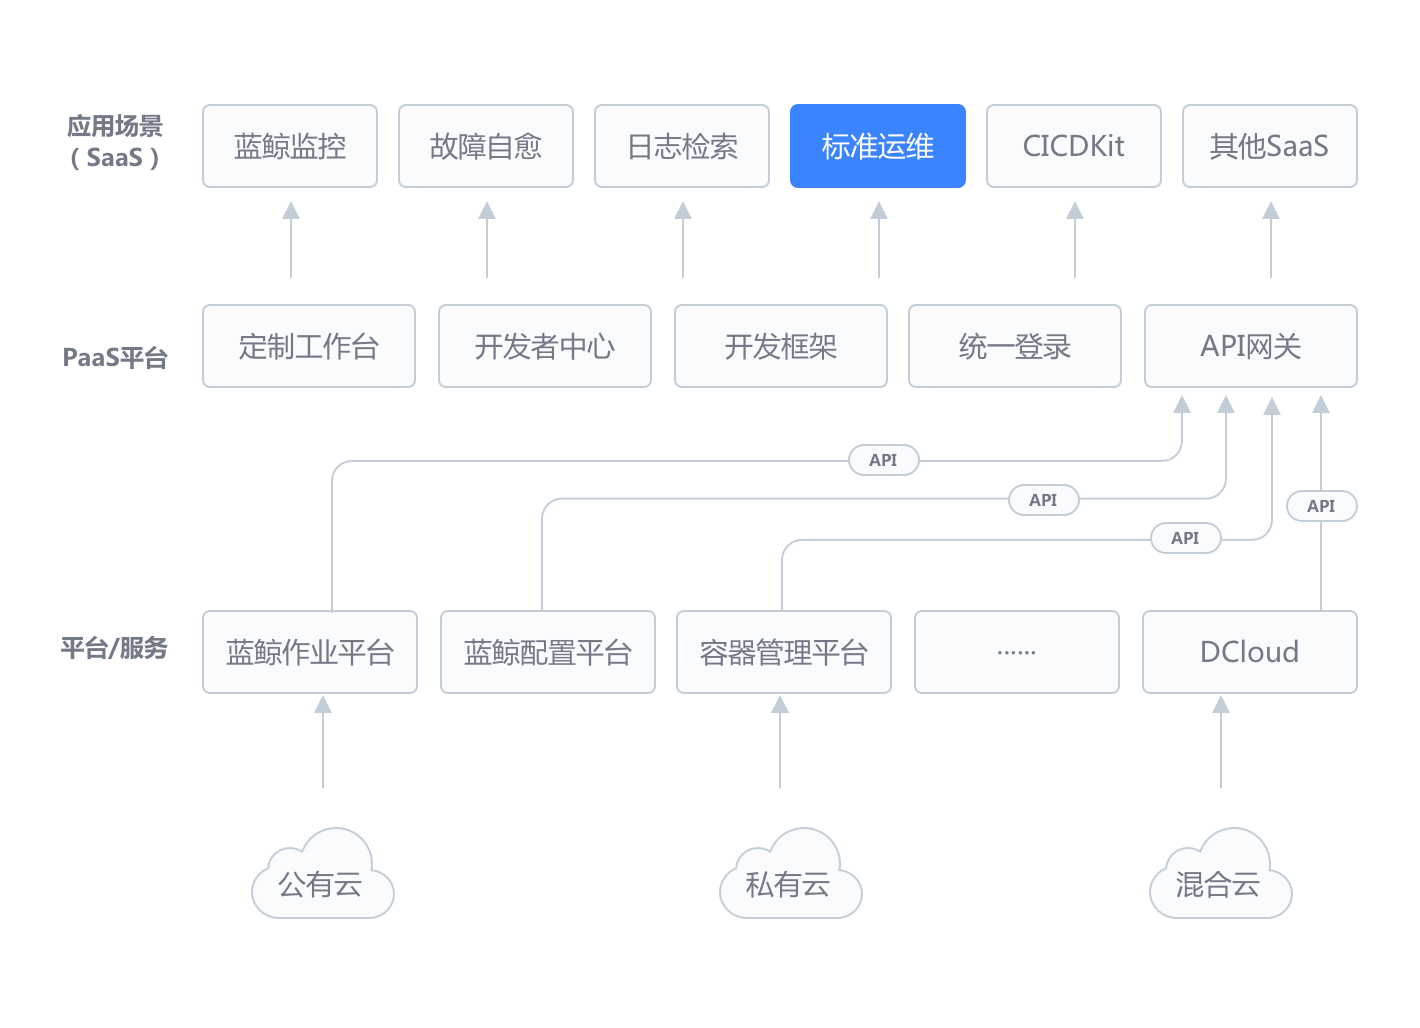 应用场景
（SaaS）
蓝鲸监控
故障自愈
日志检索
标准运维
CICDKit
其他SaaS
PaaS平台
定制工作台
开发者中心
开发框架
统一登录
API网关
API
API
API
API
平台/服务
蓝鲸作业平台
蓝鲸配置平台
容器管理平台
……
DCloud
公有云
私有云
混合云